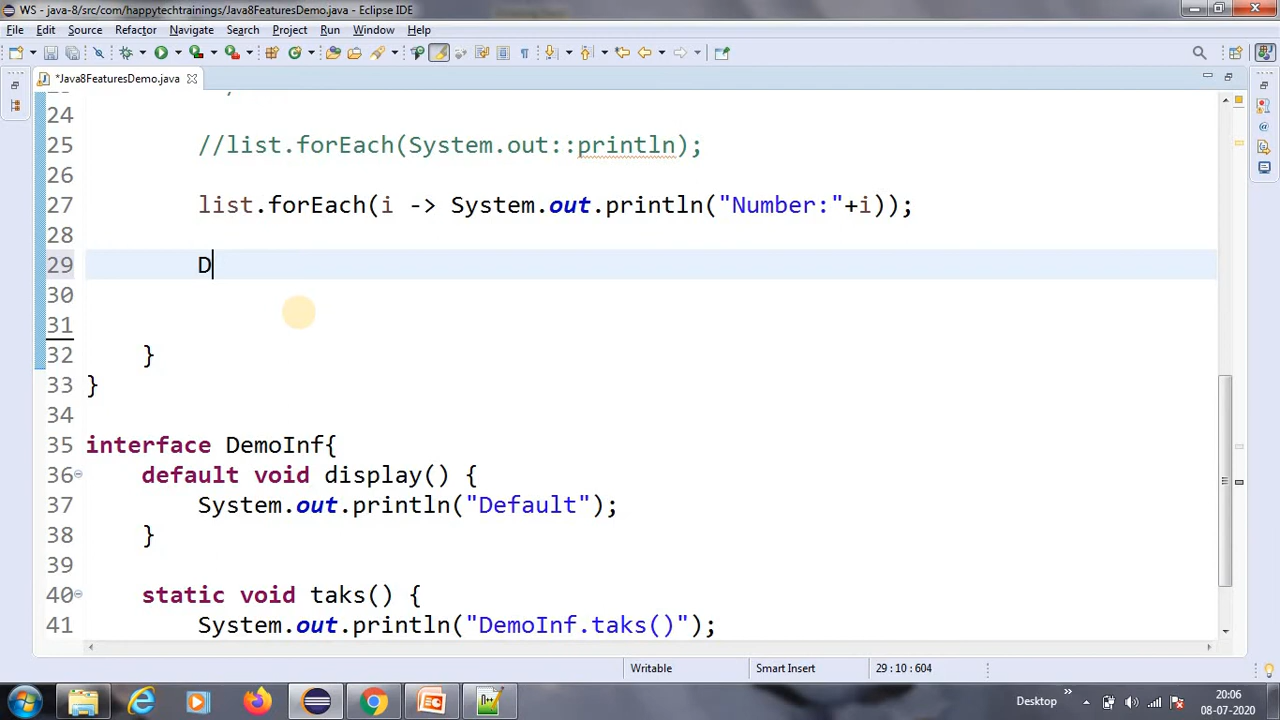 WS - java-8/src/com/happytechtrainings/Java8FeaturesDemo.java - Eclipse IDE
File Edit Source Refactor Navigate Search Project Run Window Help
*Java8FeaturesDemo.java
24
25 //list.forEach(System.out::println);
26
27 list.forEach(i -> System.out.println("Number:"+i));
28
29 D
30
31
32 }
33 }
34
35 interface DemoInf{
36 default void display() {
37 System.out.println("Default");
38 }
39
40 static void taks() {
41 System.out.println("DemoInf.taks()");
Writable Smart Insert 29 : 10 : 604
Desktop » 20:06
08-07-2020